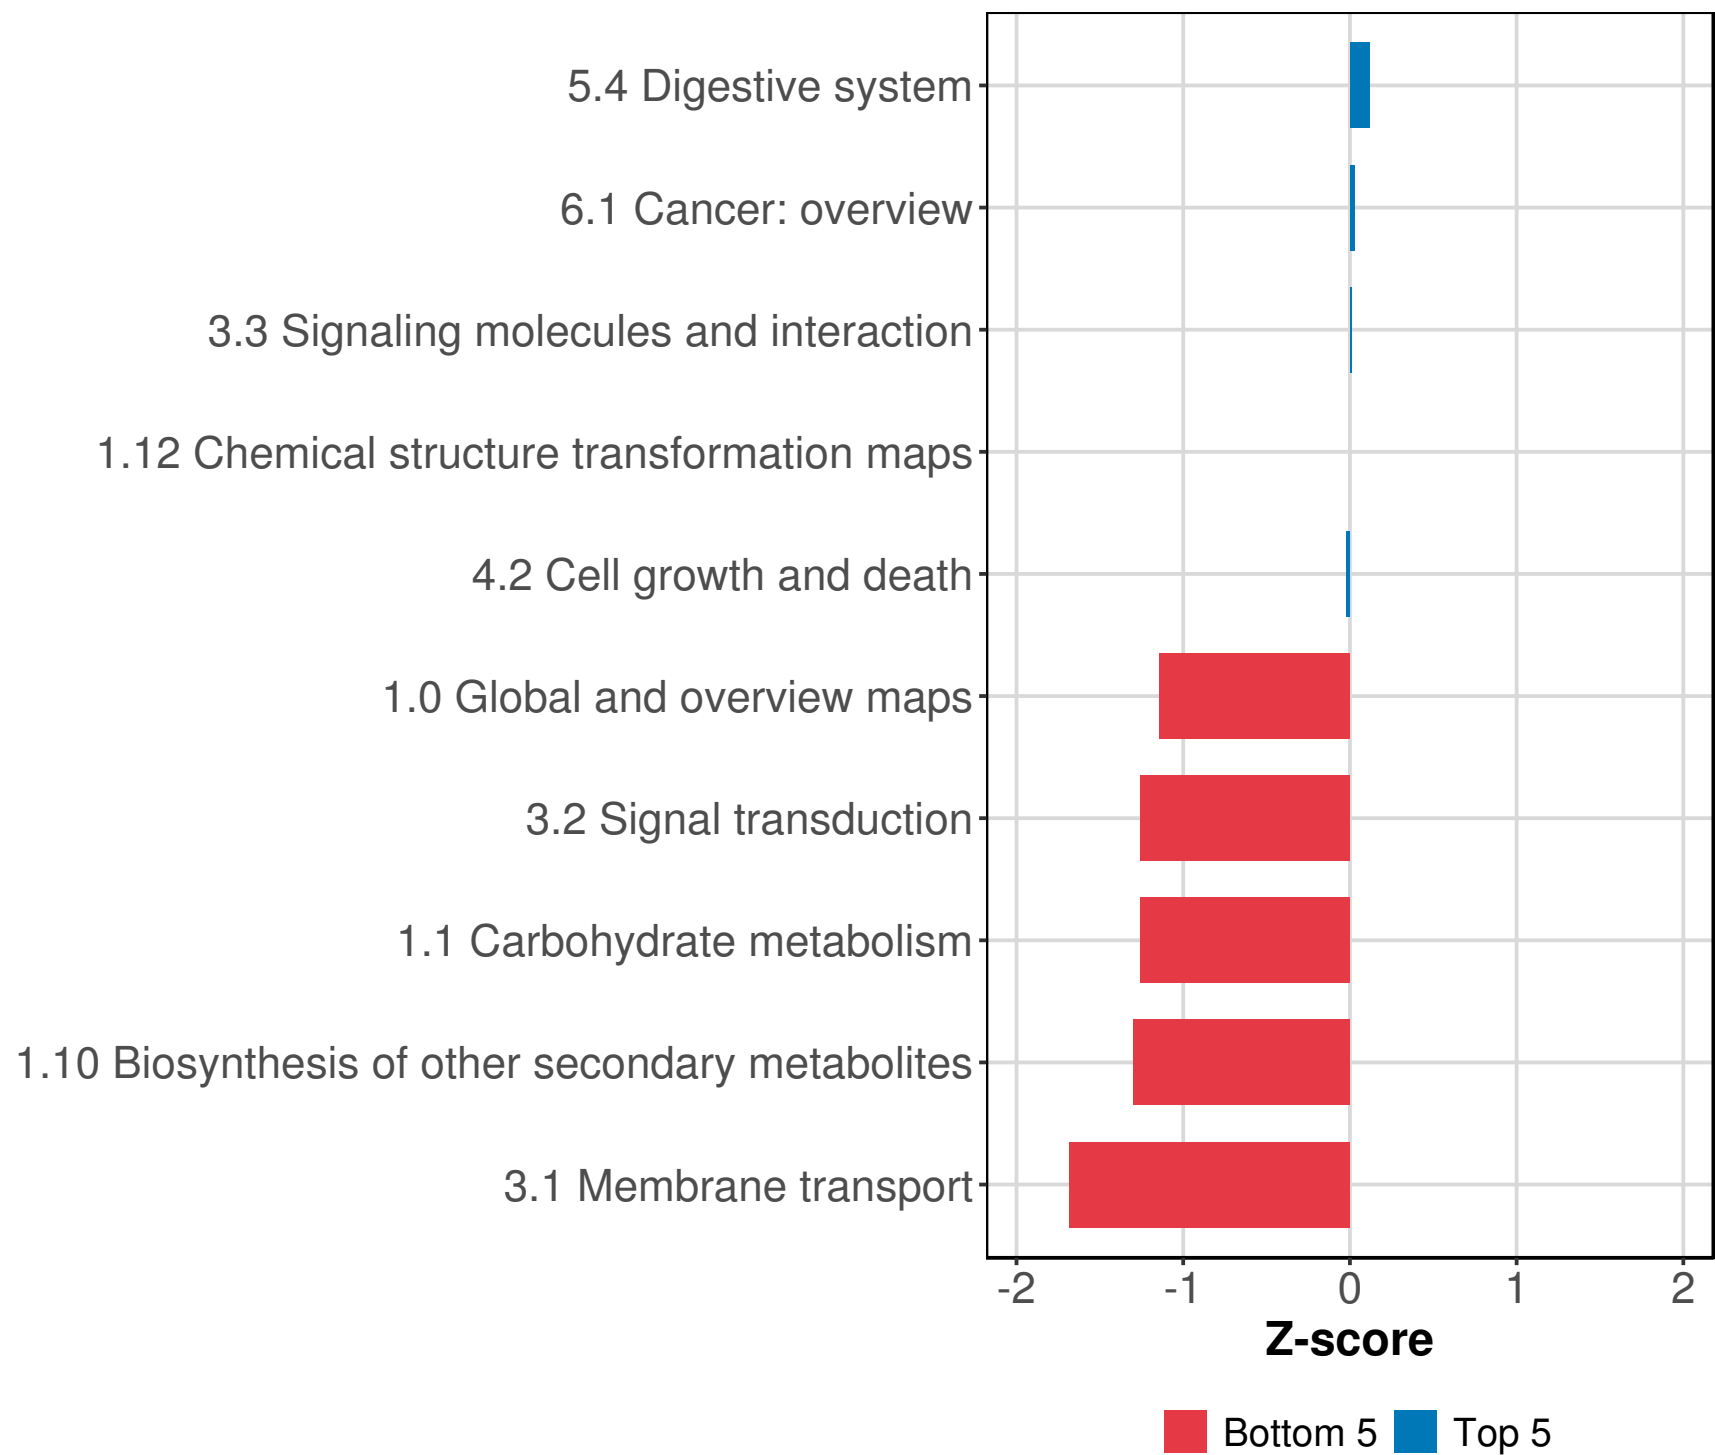 5.4 Digestive system
6.1 Cancer: overview
3.3 Signaling molecules and interaction
1.12 Chemical structure transformation maps
4.2 Cell growth and death
1.0 Global and overview maps
3.2 Signal transduction
1.1 Carbohydrate metabolism
1.10 Biosynthesis of other secondary metabolites
3.1 Membrane transport
-2 -1 0 1 2
Z-score
Bottom 5 Top 5